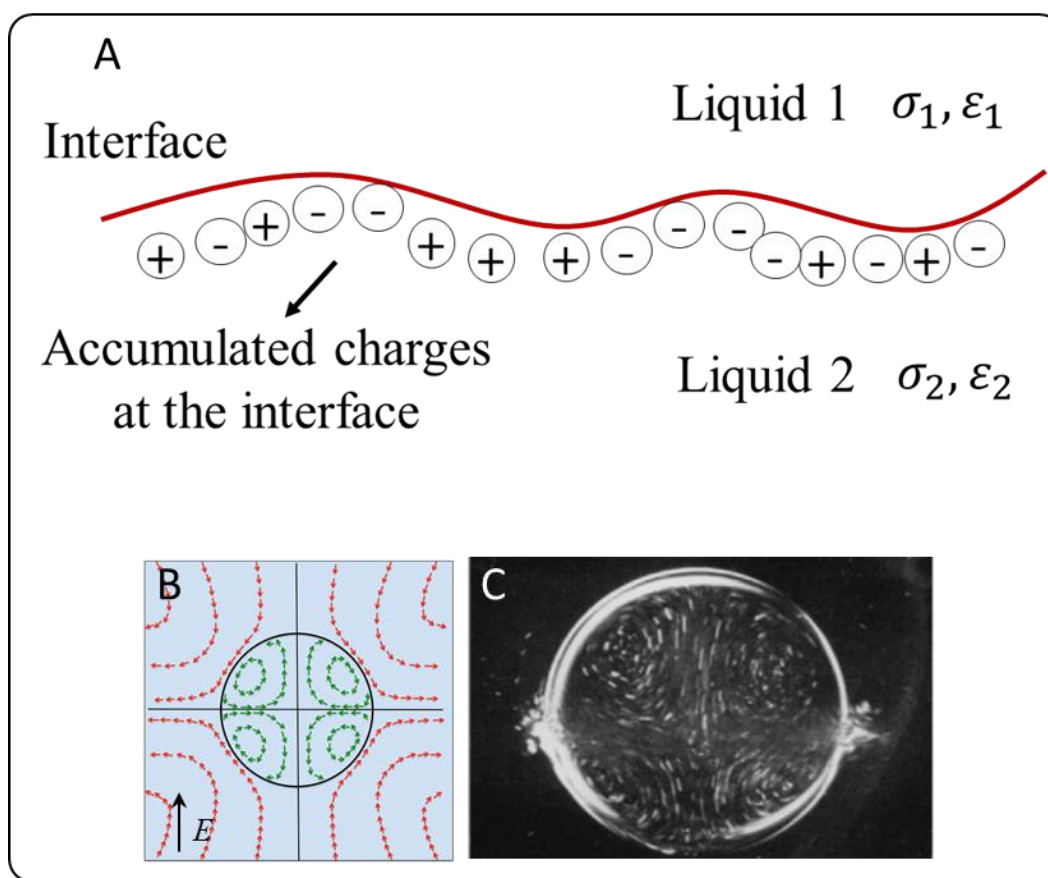 A
Liquid 1 σ₁, ε₁
Interface
+ - + - - + + + - - - - + - + -
Accumulated charges
at the interface
Liquid 2 σ₂, ε₂
B
E
C